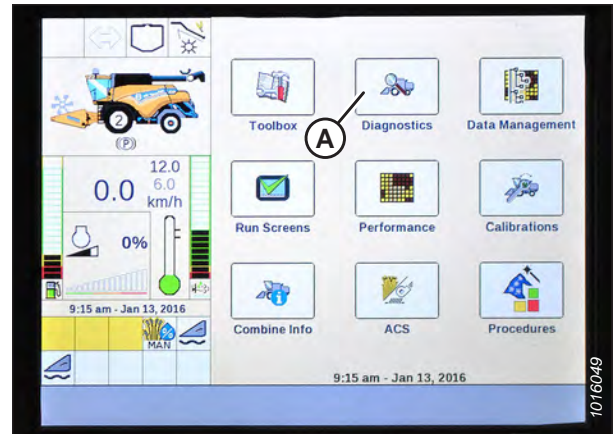 2
(P)
12.0
0.0 6.0
km/h
0%
9:15 am - Jan 13, 2016
MAN
Toolbox
Diagnostics
Data Management
A
Run Screens
Performance
Calibrations
Combine Info
ACS
Procedures
9:15 am - Jan 13, 2016
1016049